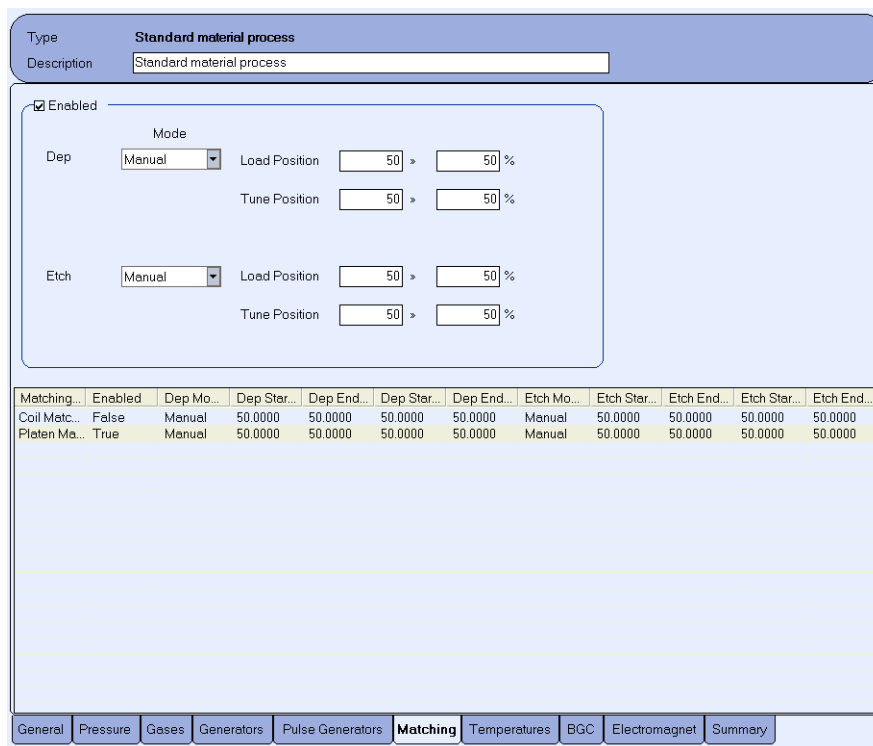 Type Standard material process
Description Standard material process
Enabled
Mode
Dep Manual Load Position 50 » 50 %
Tune Position 50 » 50 %
Etch Manual Load Position 50 » 50 %
Tune Position 50 » 50 %
Matching... Enabled Dep Mo... Dep Star... Dep End... Dep Star... Dep End... Etch Mo... Etch Star... Etch End... Etch Star... Etch End...
Coil Matc... False Manual 50.0000 50.0000 50.0000 50.0000 Manual 50.0000 50.0000 50.0000 50.0000
Platen Ma... True Manual 50.0000 50.0000 50.0000 50.0000 Manual 50.0000 50.0000 50.0000 50.0000
General Pressure Gases Generators Pulse Generators Matching Temperatures BGC Electromagnet Summary